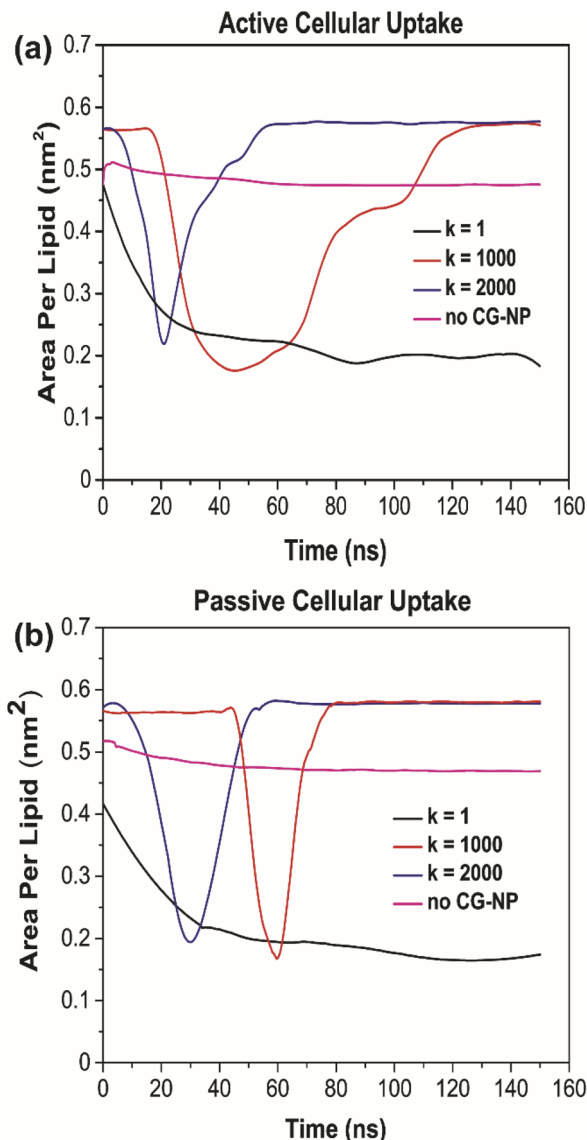 Active Cellular Uptake
(a)
Area Per Lipid (nm²)
0.7
0.6
0.5
0.4
0.3
0.2
0.1
0
k = 1
k = 1000
k = 2000
no CG-NP
0 20 40 60 80 100 120 140 160
Time (ns)
Passive Cellular Uptake
(b)
Area Per Lipid (nm²)
0.7
0.6
0.5
0.4
0.3
0.2
0.1
0
k = 1
k = 1000
k = 2000
no CG-NP
0 20 40 60 80 100 120 140 160
Time (ns)